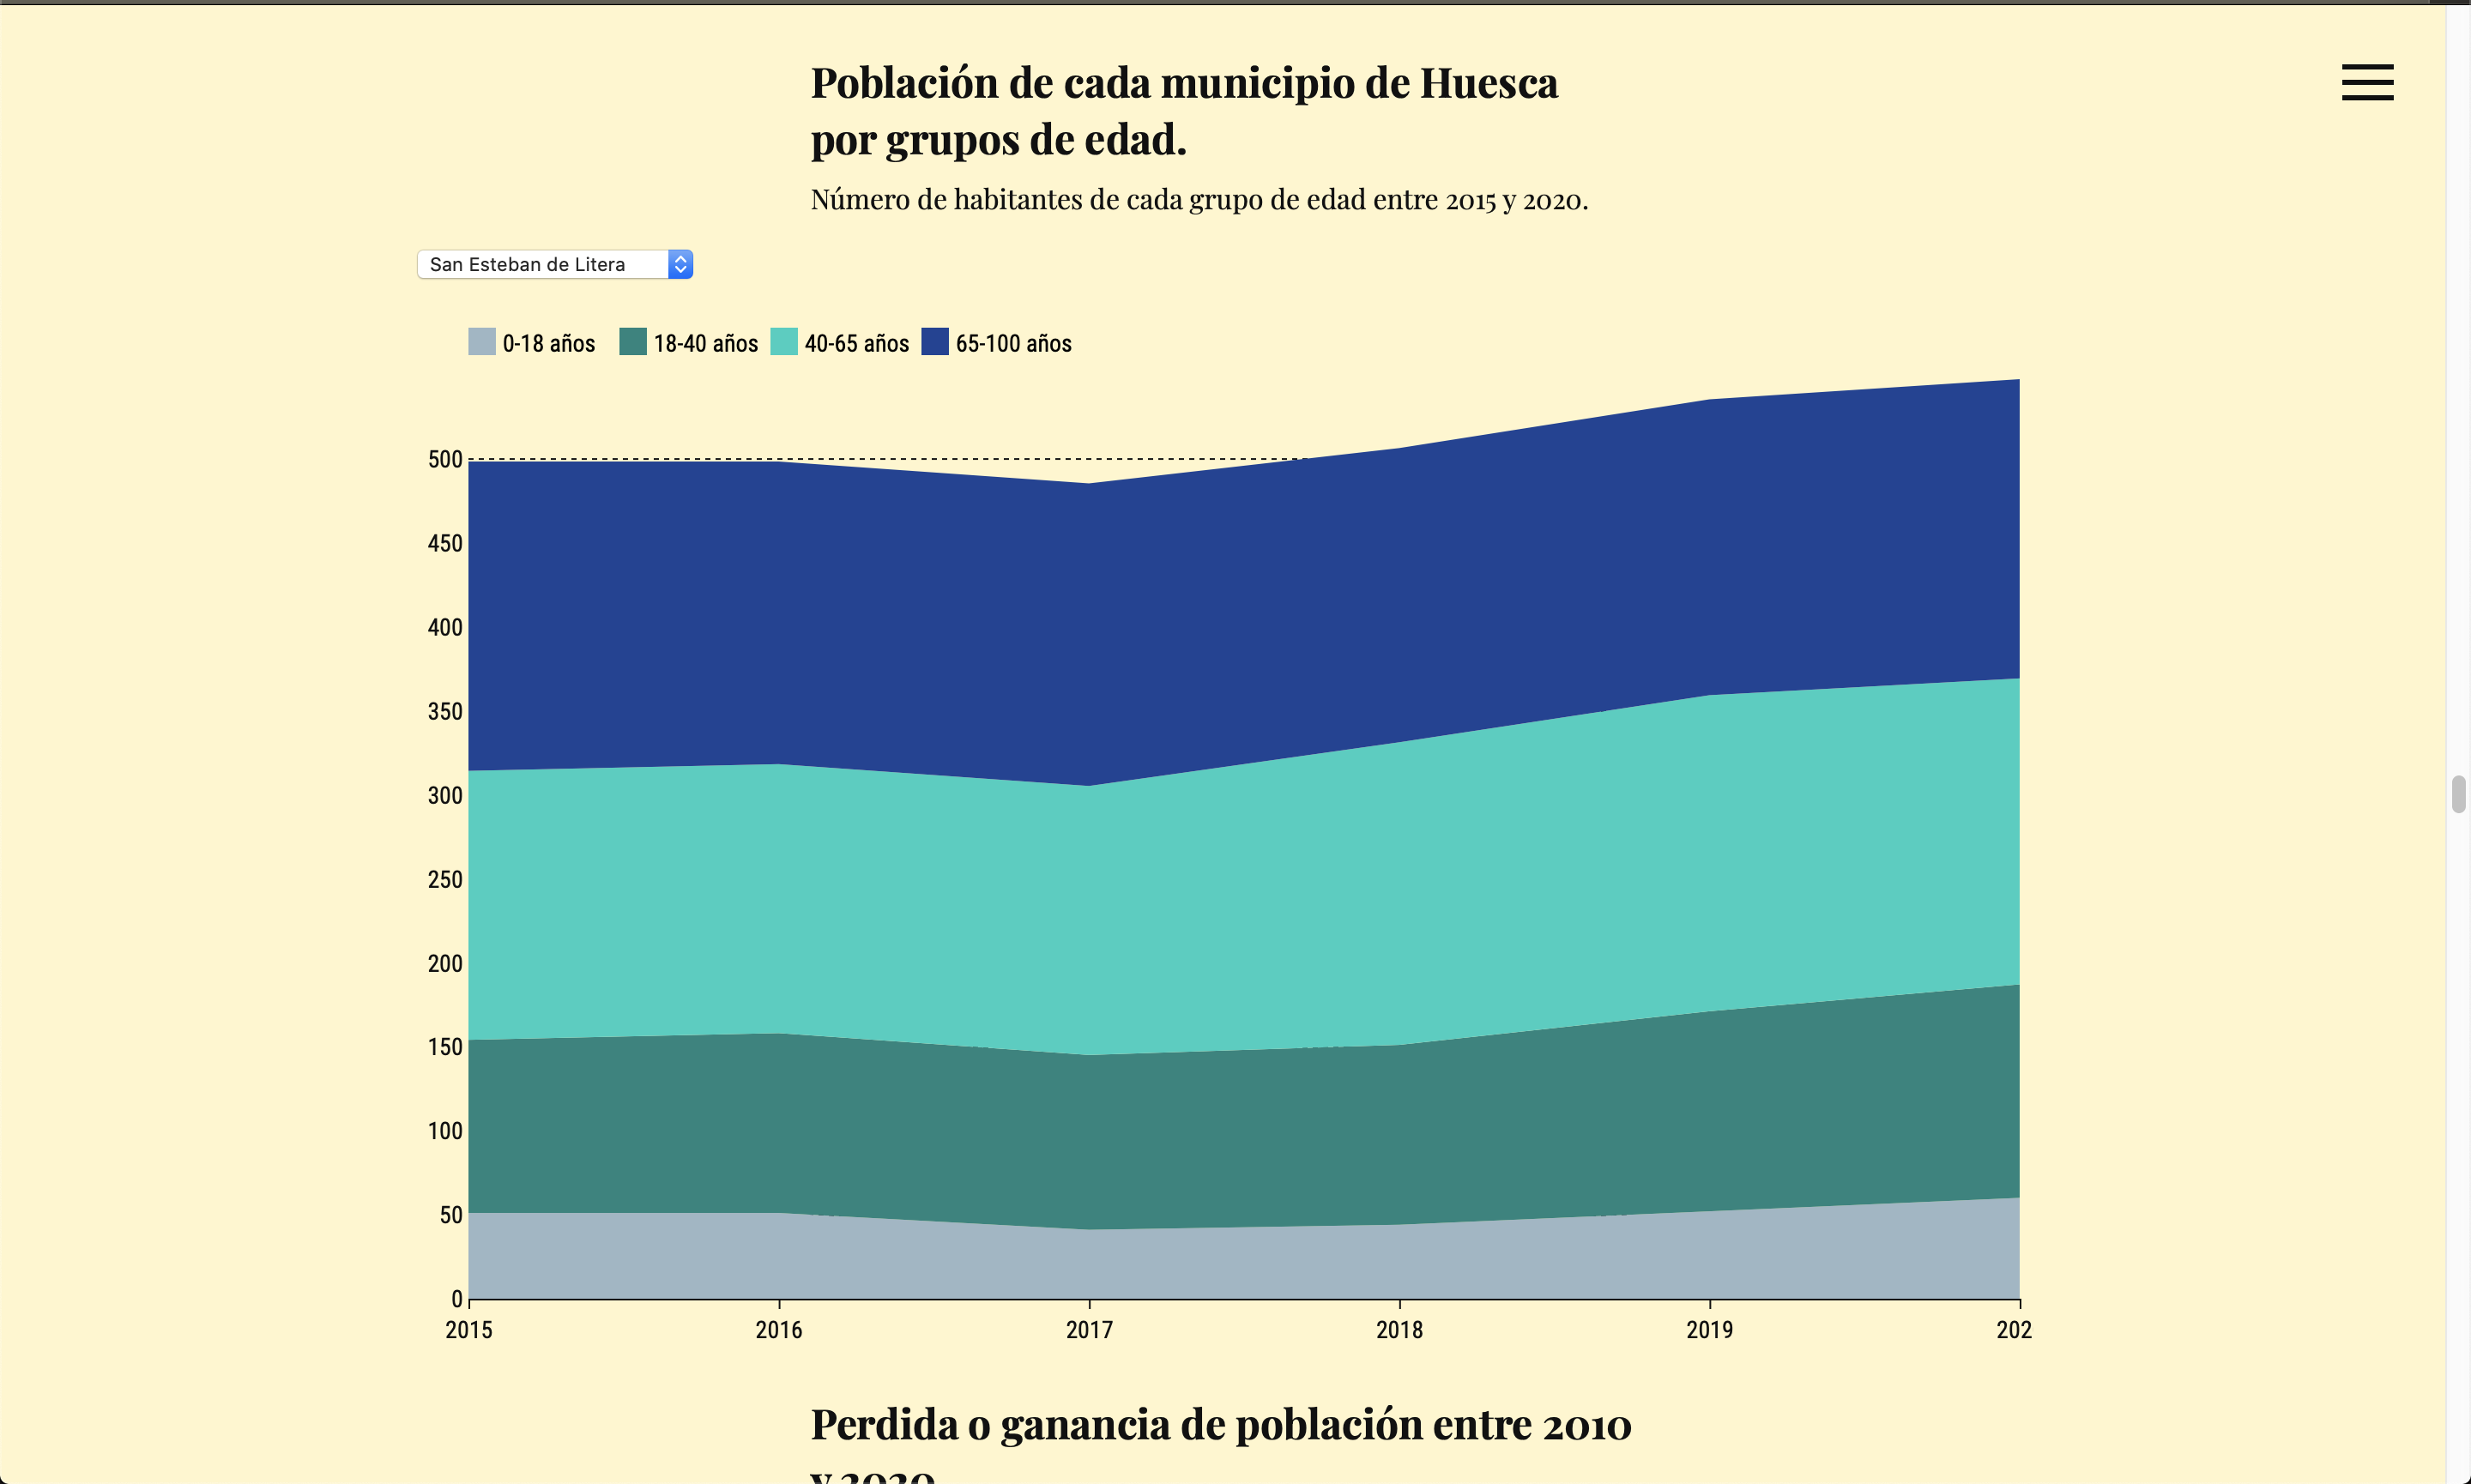 Población de cada municipio de Huesca
por grupos de edad.
Número de habitantes de cada grupo de edad entre 2015 y 2020.
San Esteban de Litera
0-18 años 18-40 años 40-65 años 65-100 años
500
450
400
350
300
250
200
150
100
50
0
2015 2016 2017 2018 2019 202
Perdida o ganancia de población entre 2010
y 2020